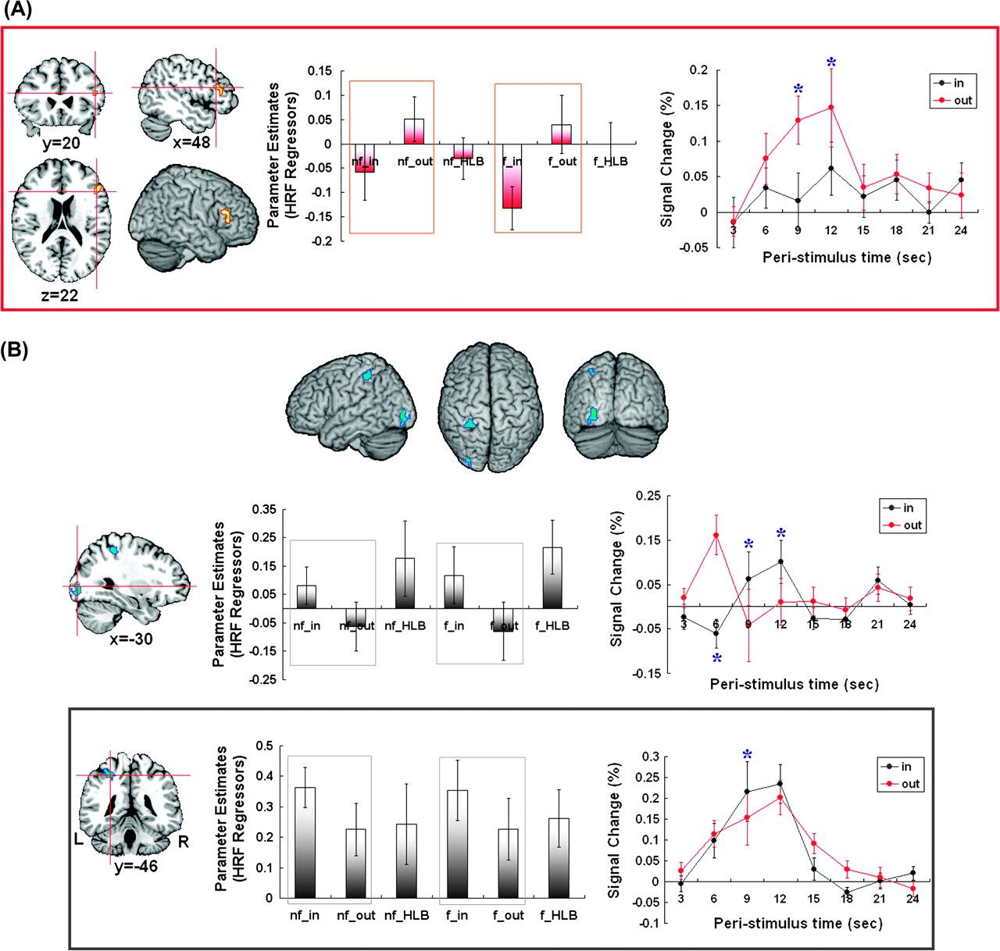 (A)
y=20
x=48
z=22
Parameter Estimates
(HRF Regressors)
0.15
0.1
0.05
0
-0.05
-0.1
-0.15
-0.2
nf_in
nf_out
nf_HLB
f_in
f_out
f_HLB
Signal Change (%)
0.2
0.15
0.1
0.05
0
-0.05
*
*
in
out
3
6
9
12
15
18
21
24
Peri-stimulus time (sec)
(B)
x=-30
Parameter Estimates
(HRF Regressors)
0.35
0.25
0.15
0.05
-0.05
-0.15
-0.25
nf_in
nf_out
nf_HLB
f_in
f_out
f_HLB
Signal Change (%)
0.25
0.15
0.05
-0.05
-0.15
*
*
*
in
out
3
6
9
12
15
18
21
24
Peri-stimulus time (sec)
L
R
y=-46
Parameter Estimates
(HRF Regressors)
0.5
0.4
0.3
0.2
0.1
0
nf_in
nf_out
nf_HLB
f_in
f_out
f_HLB
Signal Change (%)
0.3
0.25
0.2
0.15
0.1
0.05
0
-0.05
-0.1
*
in
out
3
6
9
12
15
18
21
24
Peri-stimulus time (sec)